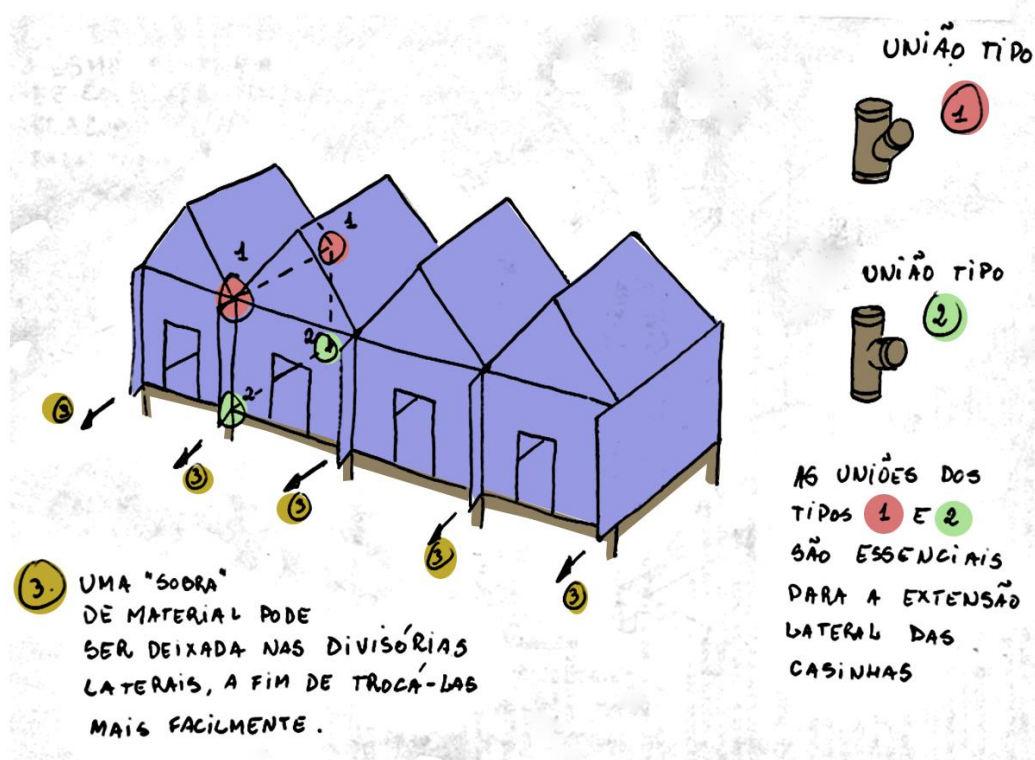 UNIÃO TIPO
1
UNIÃO TIPO
2
1
1
2
2
3
3
3
3
3
AS UNIÕES DOS
TIPOS 1 E 2
SÃO ESSENCIAIS
PARA A EXTENSÃO
LATERAL DAS
CASINHAS
3. UMA "SOBRA"
DE MATERIAL PODE
SER DEIXADA NAS DIVISÓRIAS
LATERAIS, A FIM DE TROCÁ-LAS
MAIS FACILMENTE.